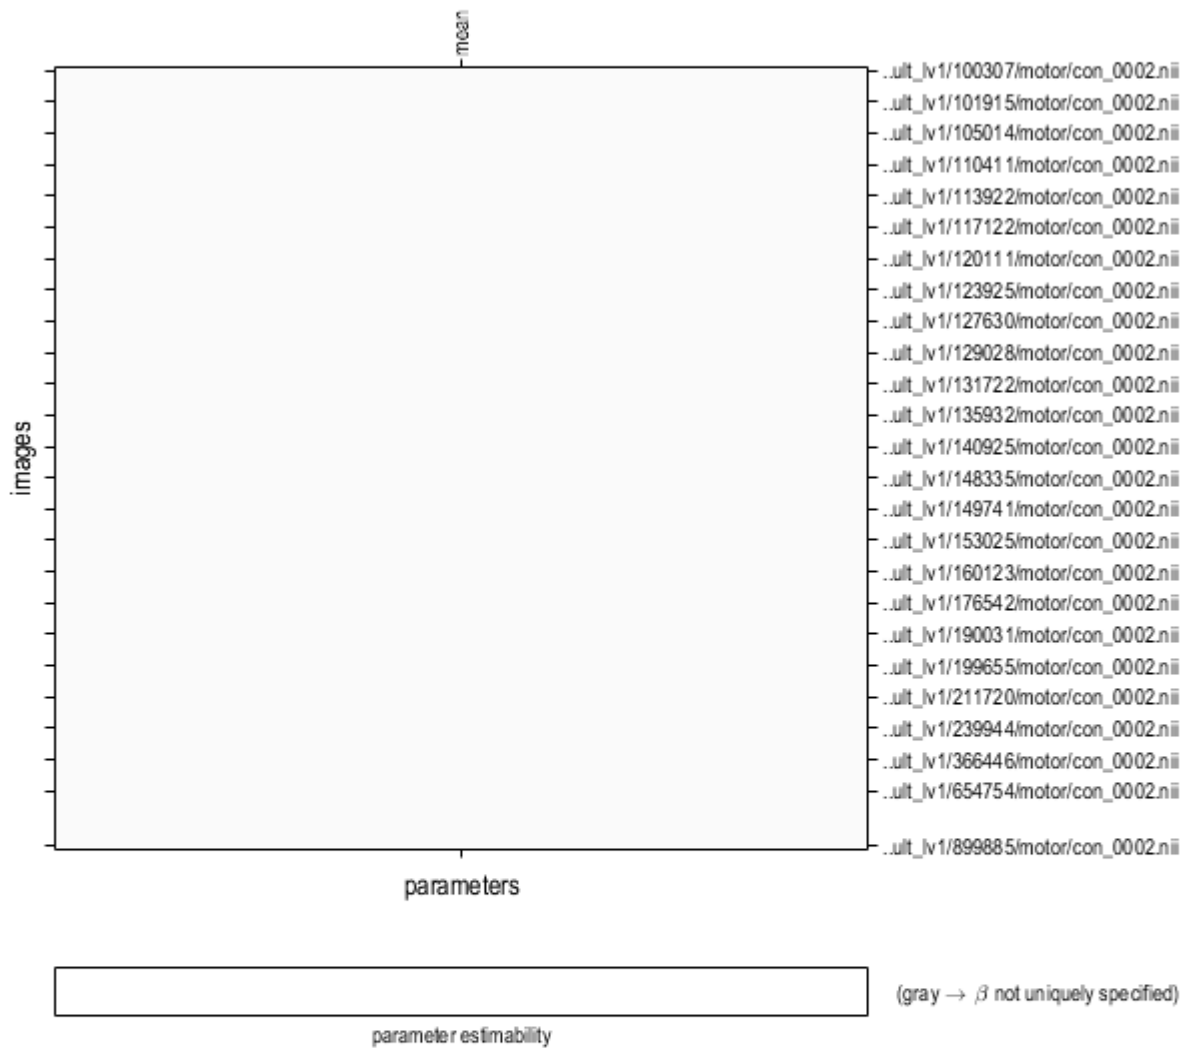 mean
..ult_lv1/100307/motor/con_0002.nii
..ult_lv1/101915/motor/con_0002.nii
..ult_lv1/105014/motor/con_0002.nii
..ult_lv1/110411/motor/con_0002.nii
..ult_lv1/113922/motor/con_0002.nii
..ult_lv1/117122/motor/con_0002.nii
..ult_lv1/120111/motor/con_0002.nii
..ult_lv1/123925/motor/con_0002.nii
..ult_lv1/127630/motor/con_0002.nii
..ult_lv1/129028/motor/con_0002.nii
..ult_lv1/131722/motor/con_0002.nii
..ult_lv1/135932/motor/con_0002.nii
..ult_lv1/140925/motor/con_0002.nii
..ult_lv1/148335/motor/con_0002.nii
..ult_lv1/149741/motor/con_0002.nii
..ult_lv1/153025/motor/con_0002.nii
..ult_lv1/160123/motor/con_0002.nii
..ult_lv1/176542/motor/con_0002.nii
..ult_lv1/190031/motor/con_0002.nii
..ult_lv1/199655/motor/con_0002.nii
..ult_lv1/211720/motor/con_0002.nii
..ult_lv1/239944/motor/con_0002.nii
..ult_lv1/366446/motor/con_0002.nii
..ult_lv1/654754/motor/con_0002.nii
..ult_lv1/899885/motor/con_0002.nii
images
parameters
(gray → β not uniquely specified)
parameter estimability